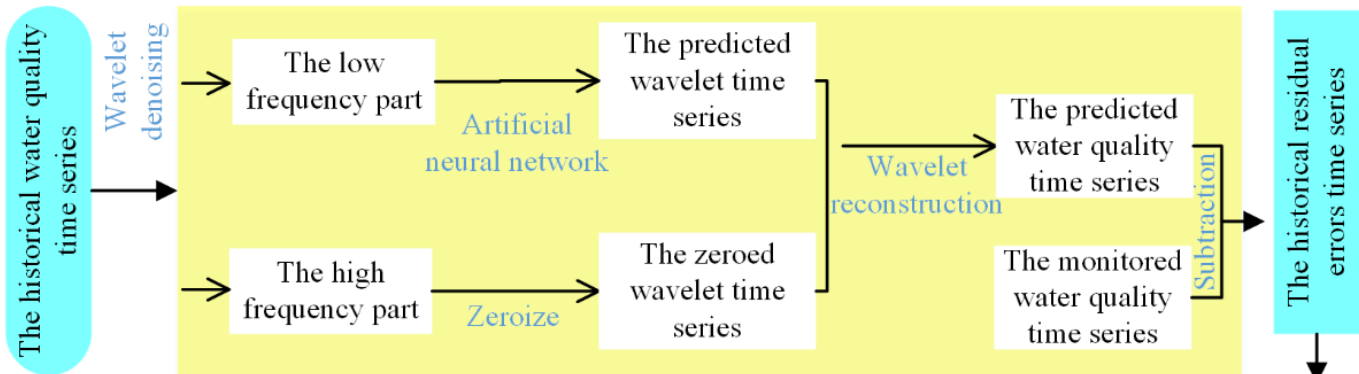 The historical water quality
time series
Wavelet
denoising
The low
frequency part
Artificial
neural network
The predicted
wavelet time
series
The high
frequency part
Zeroize
The zeroed
wavelet time
series
Wavelet
reconstruction
The predicted
water quality
time series
The monitored
water quality
time series
Subtraction
The historical residual
errors time series